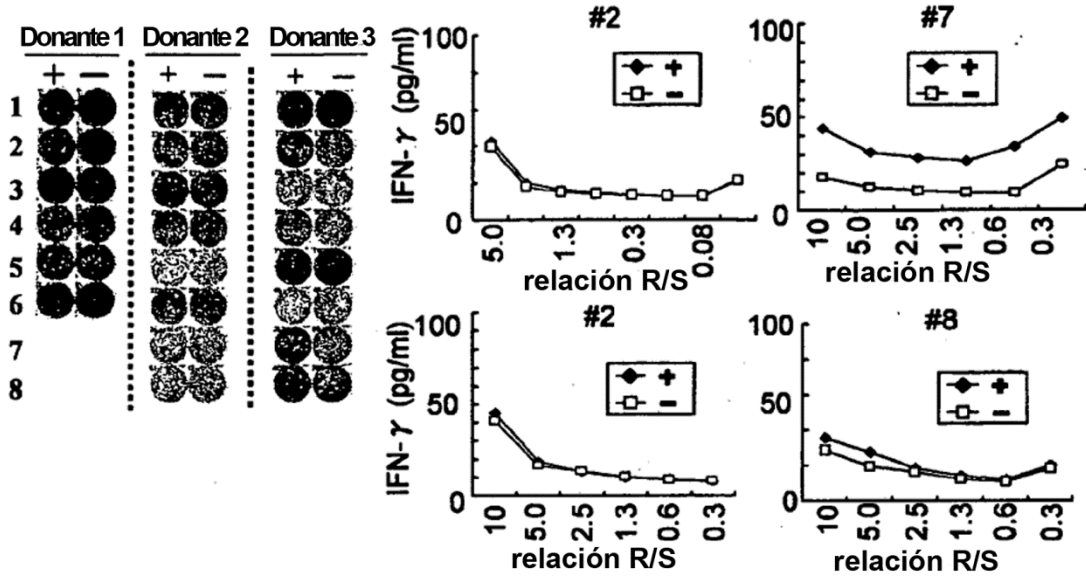 Donante 1 Donante 2 Donante 3
+ − + − + −
1
2
3
4
5
6
7
8
#2
IFN-γ (pg/ml)
100
50
0
+
−
5.0 1.3 0.3 0.08
relación R/S
#7
100
50
0
+
−
10 5.0 2.5 1.3 0.6 0.3
relación R/S
#2
IFN-γ (pg/ml)
100
50
0
+
−
10 5.0 2.5 1.3 0.6 0.3
relación R/S
#8
100
50
0
+
−
10 5.0 2.5 1.3 0.6 0.3
relación R/S